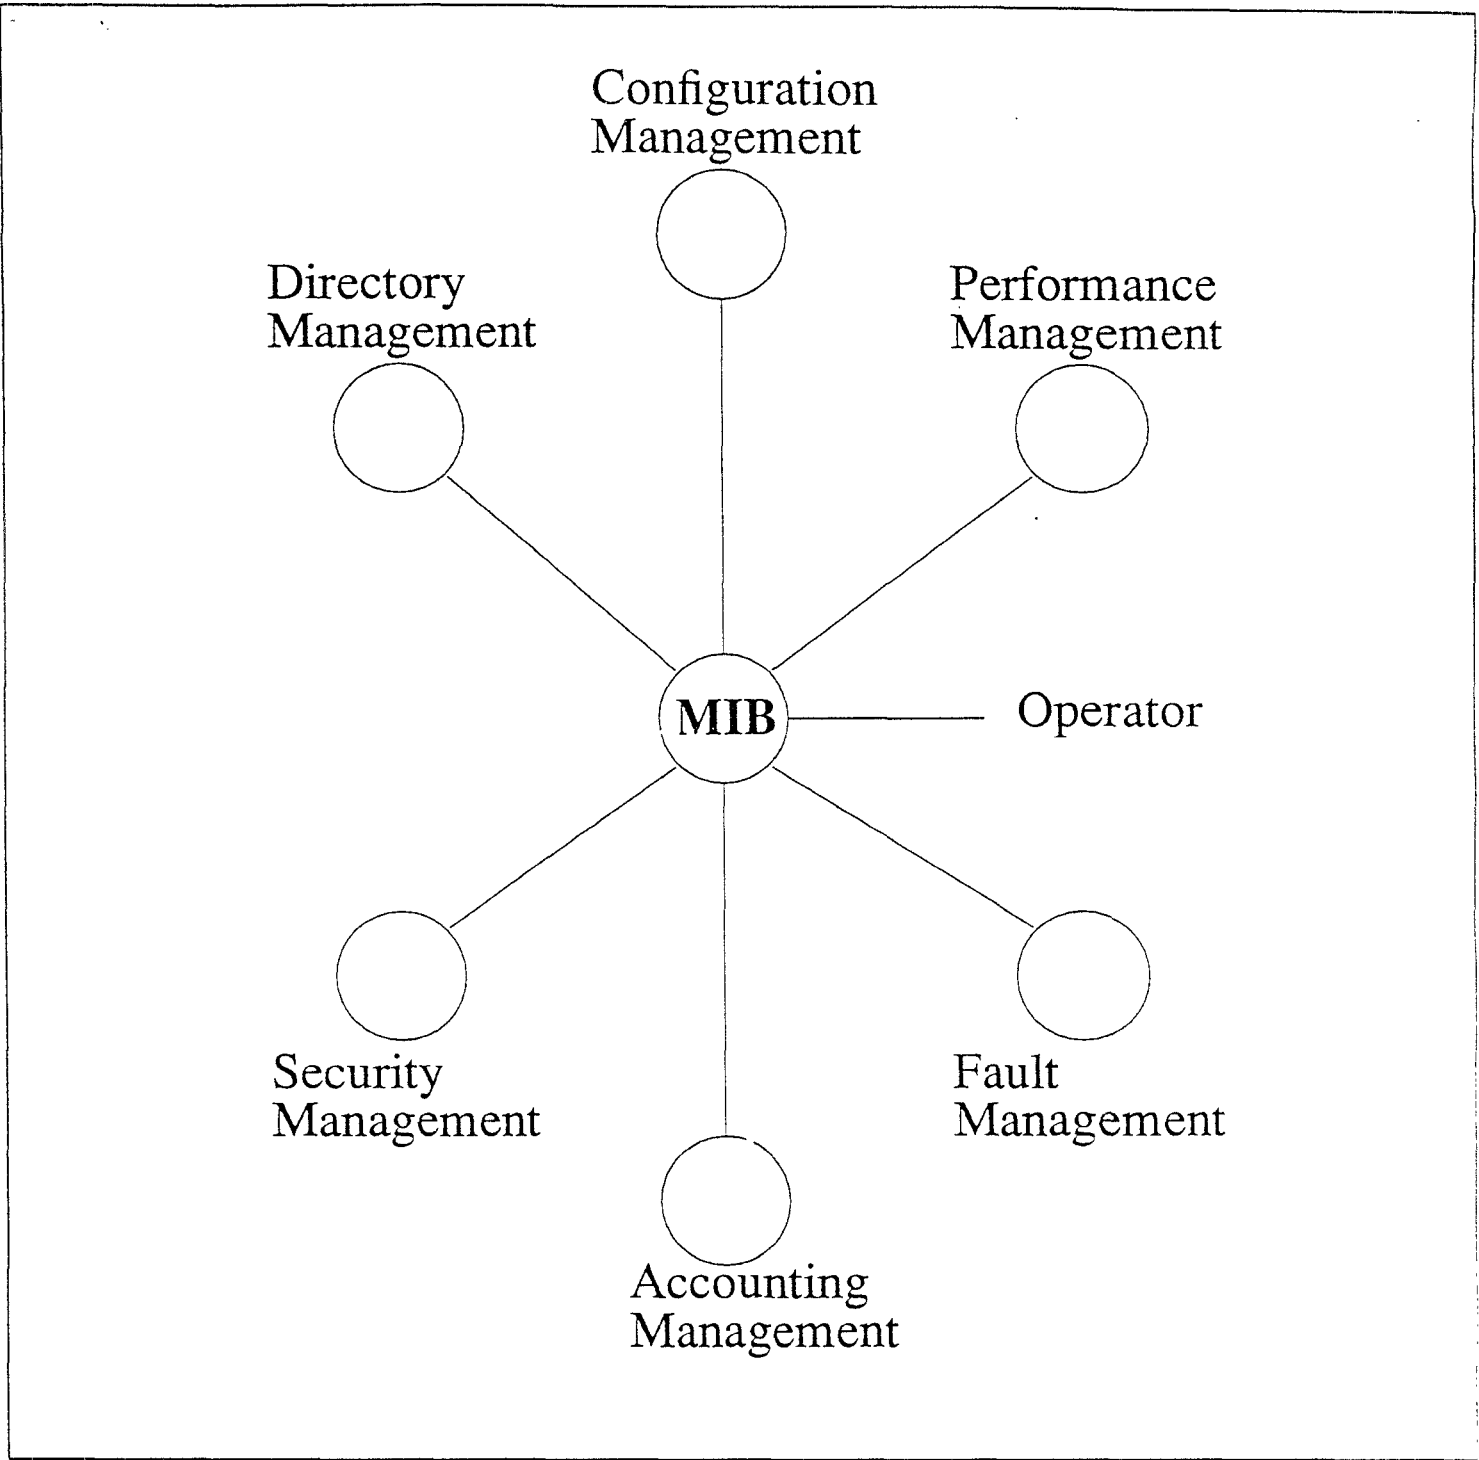 Configuration
Management
Directory
Management
Performance
Management
MIB
Operator
Security
Management
Fault
Management
Accounting
Management